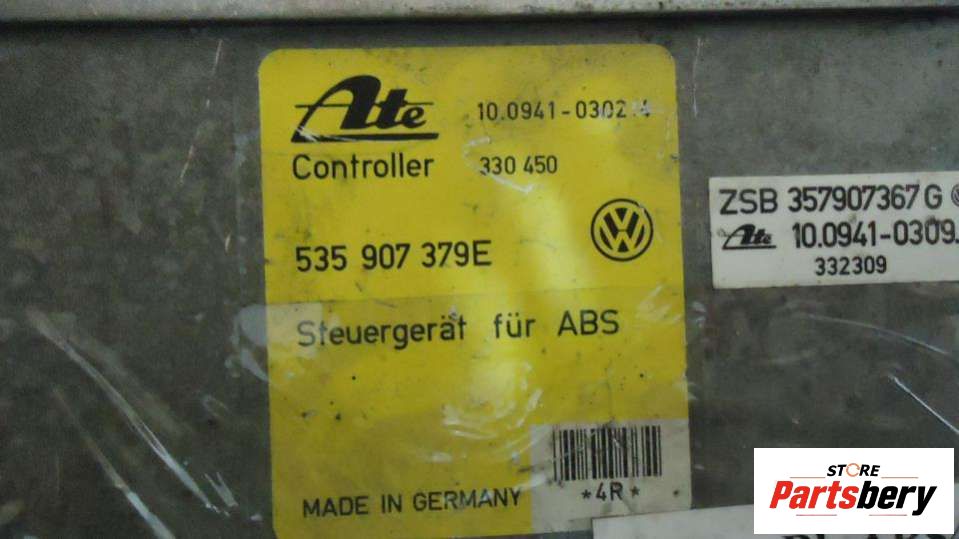 Ate 10.0941-0302.4
Controller 330 450
535 907 379E
Steuergerät für ABS
MADE IN GERMANY
*4R*
ZSB 357907367 G
Ate 10.0941-0309.
332309
STORE
Partsbery